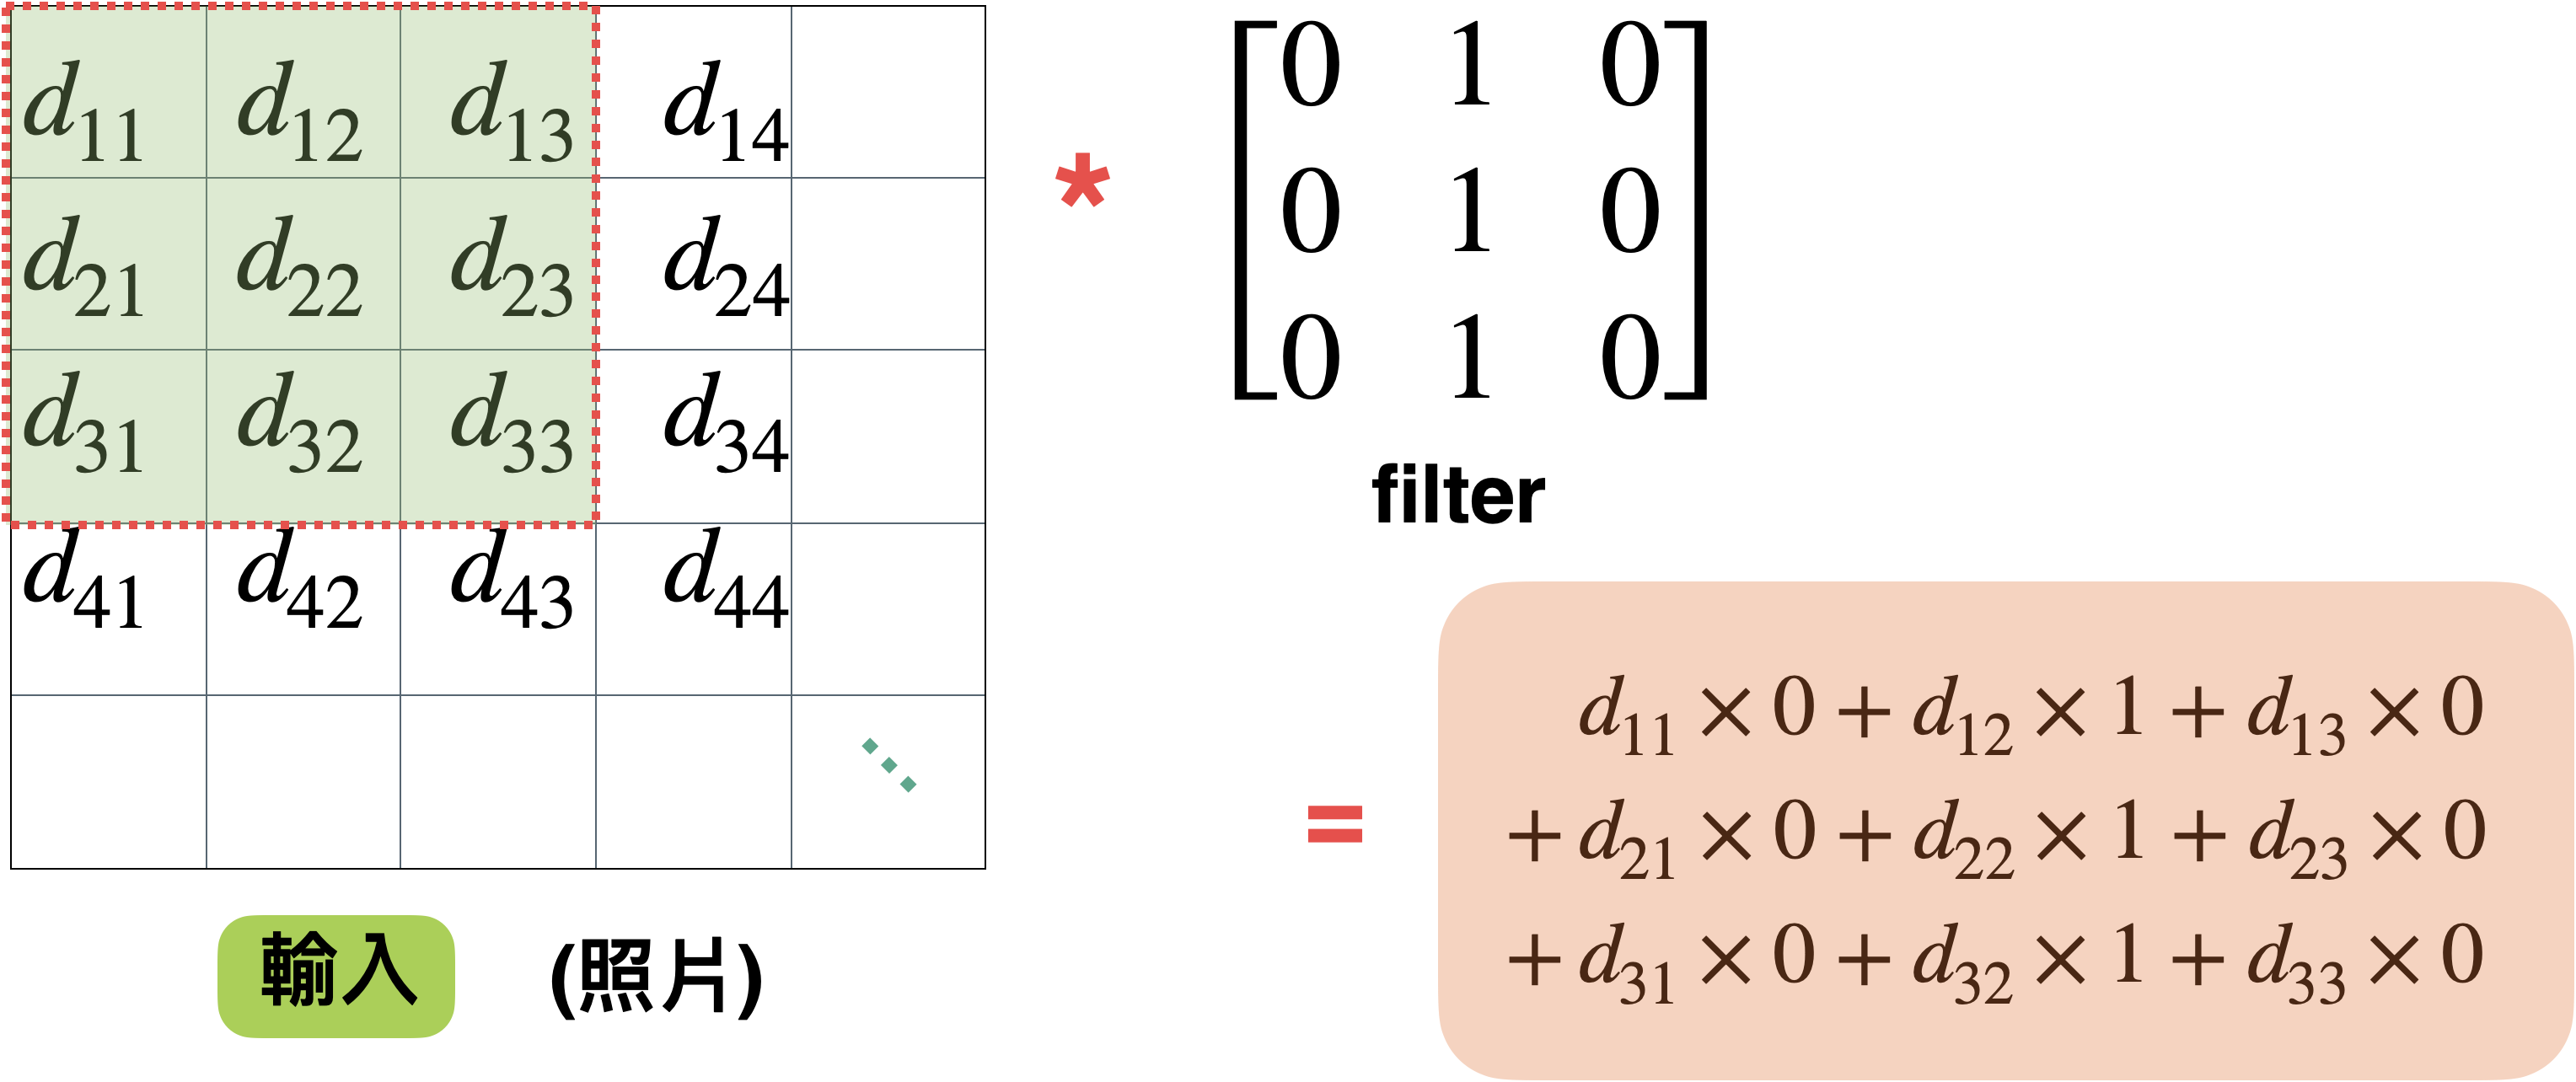 d11 d12 d13 d14
d21 d22 d23 d24
d31 d32 d33 d34
d41 d42 d43 d44
輸入 (照片)
*
0 1 0
0 1 0
0 1 0
filter
=
d11 × 0 + d12 × 1 + d13 × 0
+ d21 × 0 + d22 × 1 + d23 × 0
+ d31 × 0 + d32 × 1 + d33 × 0